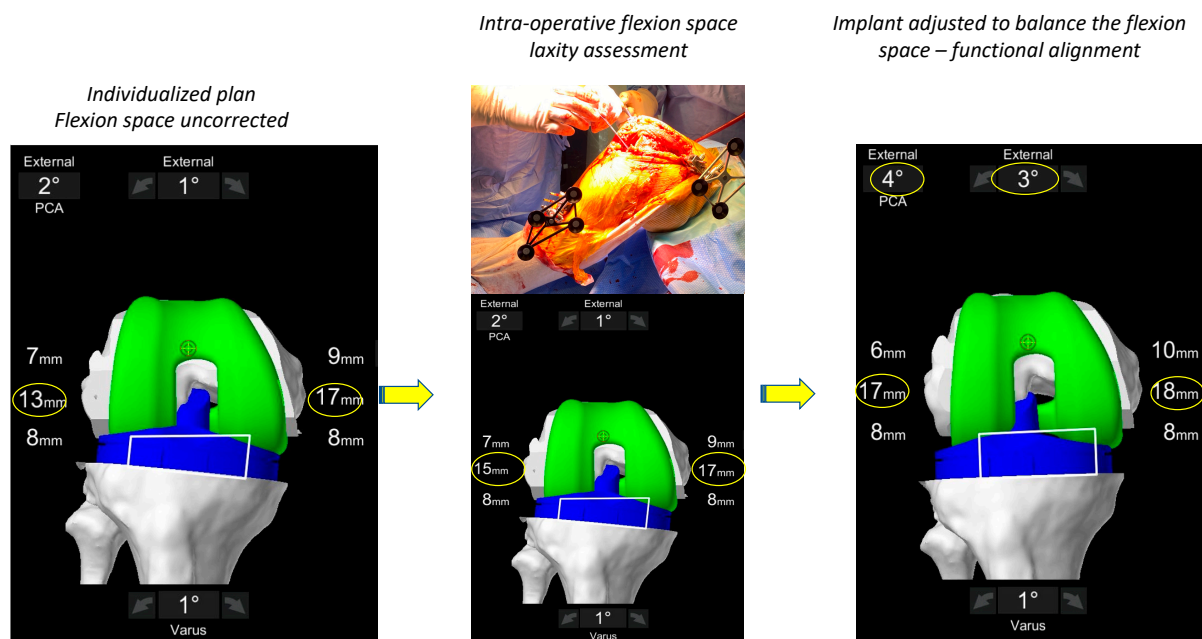 Individualized plan
Flexion space uncorrected
External
External
2°
1°
PCA
7mm
9mm
13mm
17mm
8mm
8mm
1°
Varus
Intra-operative flexion space
laxity assessment
External
External
2°
1°
PCA
7mm
9mm
15mm
17mm
8mm
8mm
1°
Varus
Implant adjusted to balance the flexion
space – functional alignment
External
External
4°
3°
PCA
6mm
10mm
17mm
18mm
8mm
8mm
1°
Varus